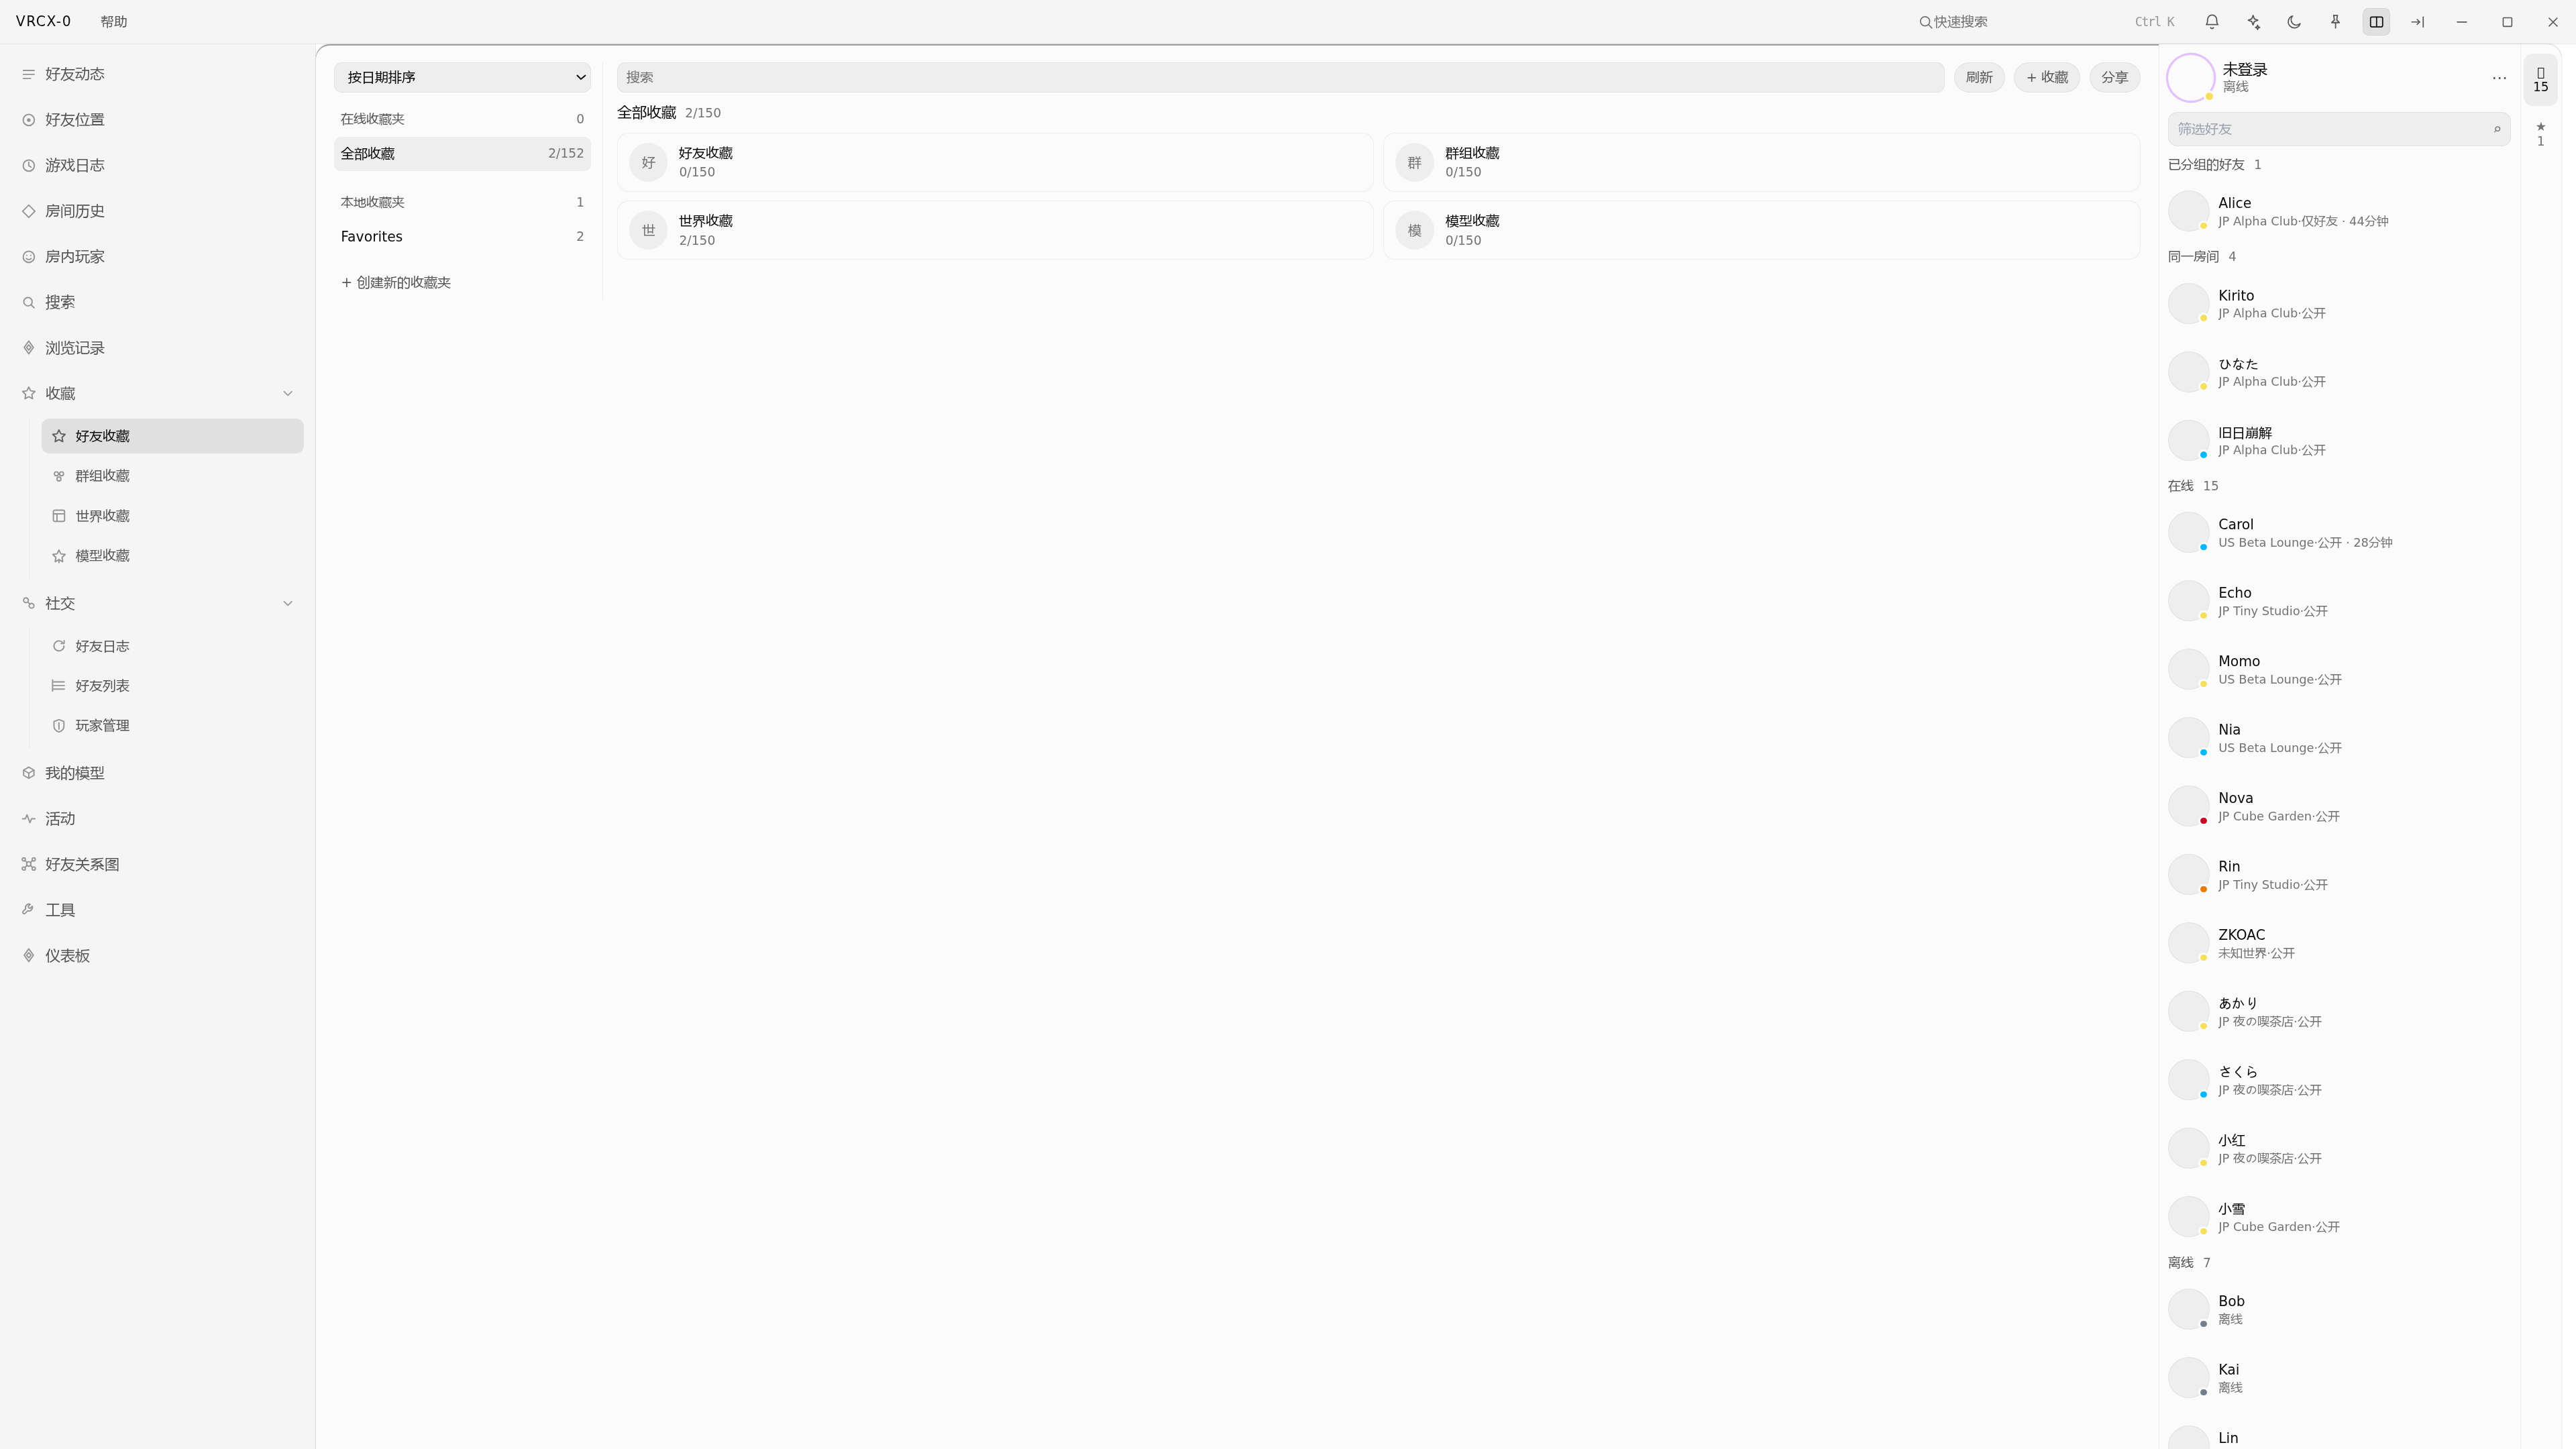 VRCX-0 帮助
快速搜索 Ctrl K
好友动态
好友位置
游戏日志
房间历史
房内玩家
搜索
浏览记录
收藏
好友收藏
群组收藏
世界收藏
模型收藏
社交
好友日志
好友列表
玩家管理
我的模型
活动
好友关系图
工具
仪表板
按日期排序
在线收藏夹 0
全部收藏 2/152
本地收藏夹 1
Favorites 2
+ 创建新的收藏夹
搜索 刷新 + 收藏 分享
全部收藏 2/150
好 好友收藏
0/150
群 群组收藏
0/150
世 世界收藏
2/150
模 模型收藏
0/150
未登录
离线
...
筛选好友
已分组的好友 1
Alice
JP Alpha Club·仅好友 · 44分钟
同一房间 4
Kirito
JP Alpha Club·公开
ひなた
JP Alpha Club·公开
旧日崩解
JP Alpha Club·公开
在线 15
Carol
US Beta Lounge·公开 · 28分钟
Echo
JP Tiny Studio·公开
Momo
US Beta Lounge·公开
Nia
US Beta Lounge·公开
Nova
JP Cube Garden·公开
Rin
JP Tiny Studio·公开
ZKOAC
未知世界·公开
あかり
JP 夜の喫茶店·公开
さくら
JP 夜の喫茶店·公开
小红
JP 夜の喫茶店·公开
小雪
JP Cube Garden·公开
离线 7
Bob
离线
Kai
离线
Lin
15
★
1